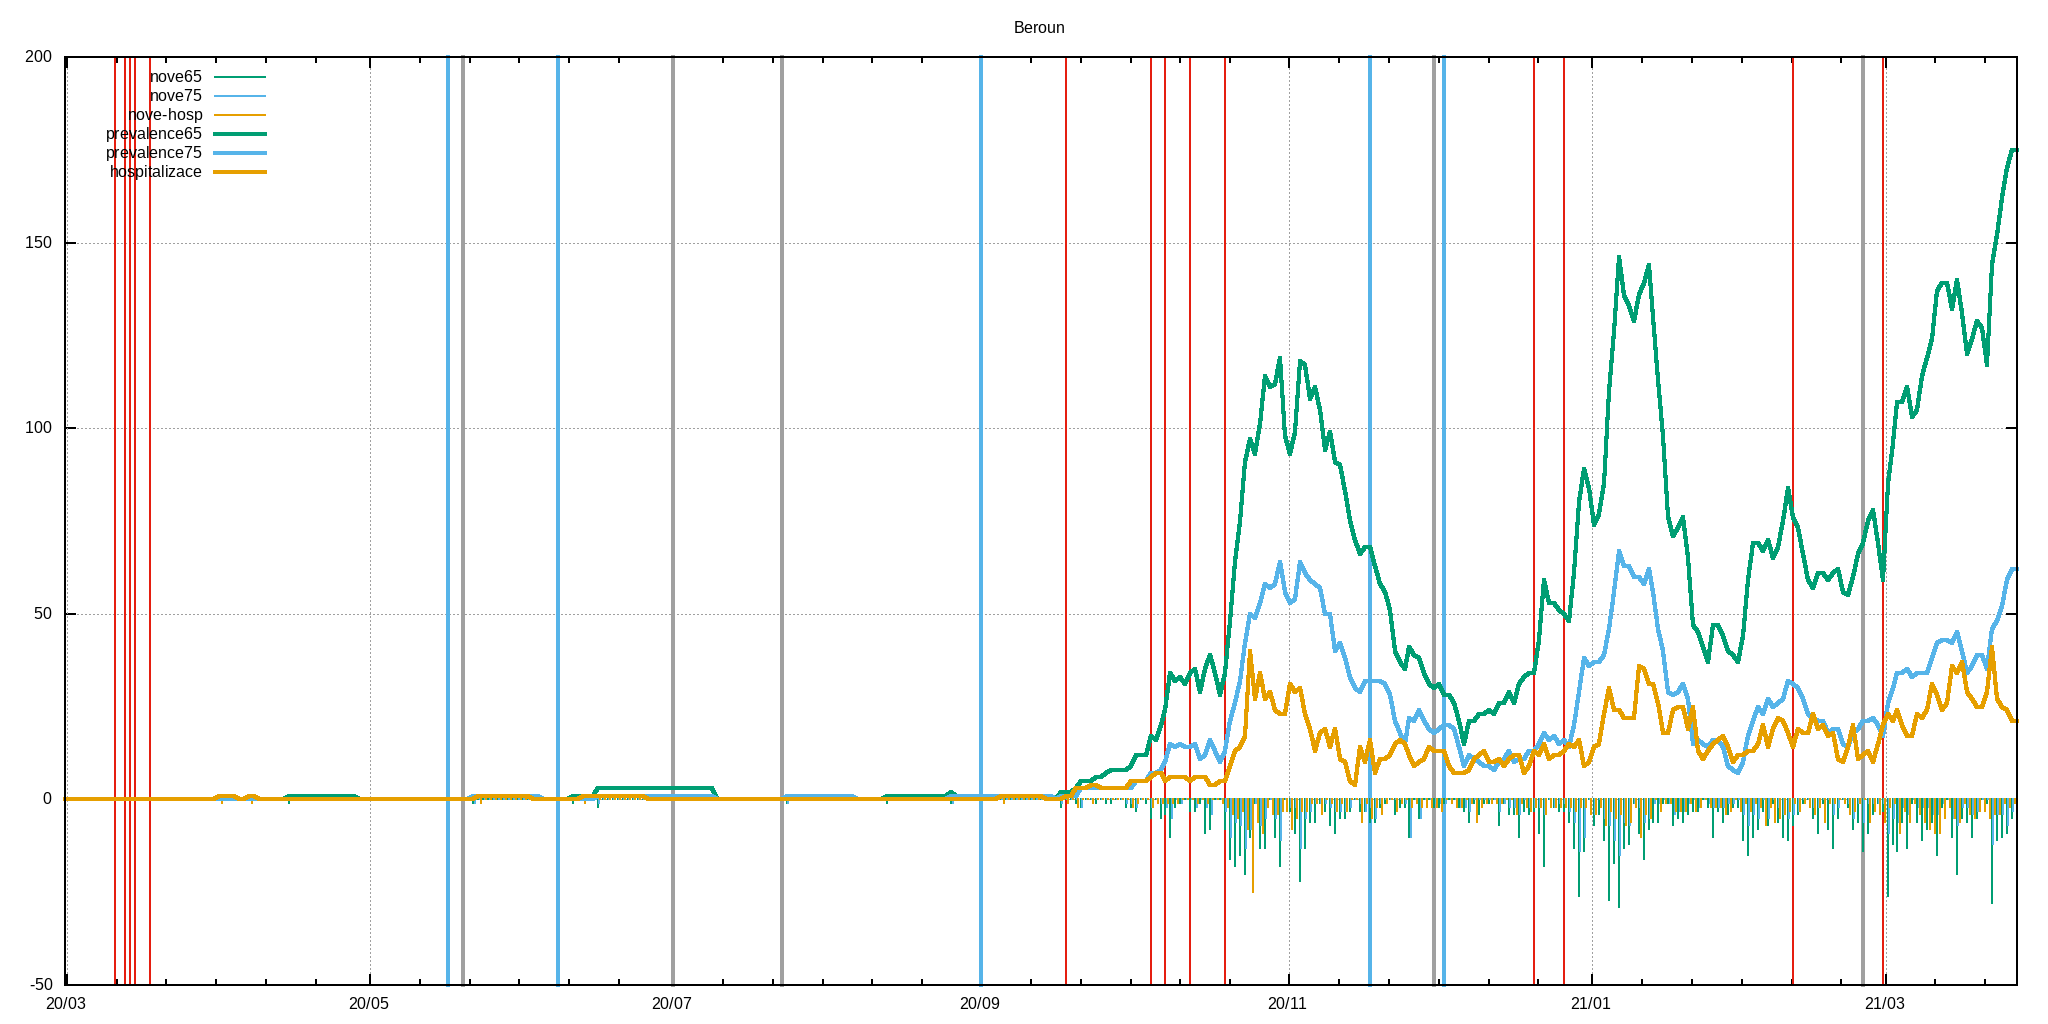 Beroun
200
nove65
nove75
nove-hosp
prevalence65
prevalence75
hospitalizace
150
100
50
0
-50
20/03 20/05 20/07 20/09 20/11 21/01 21/03